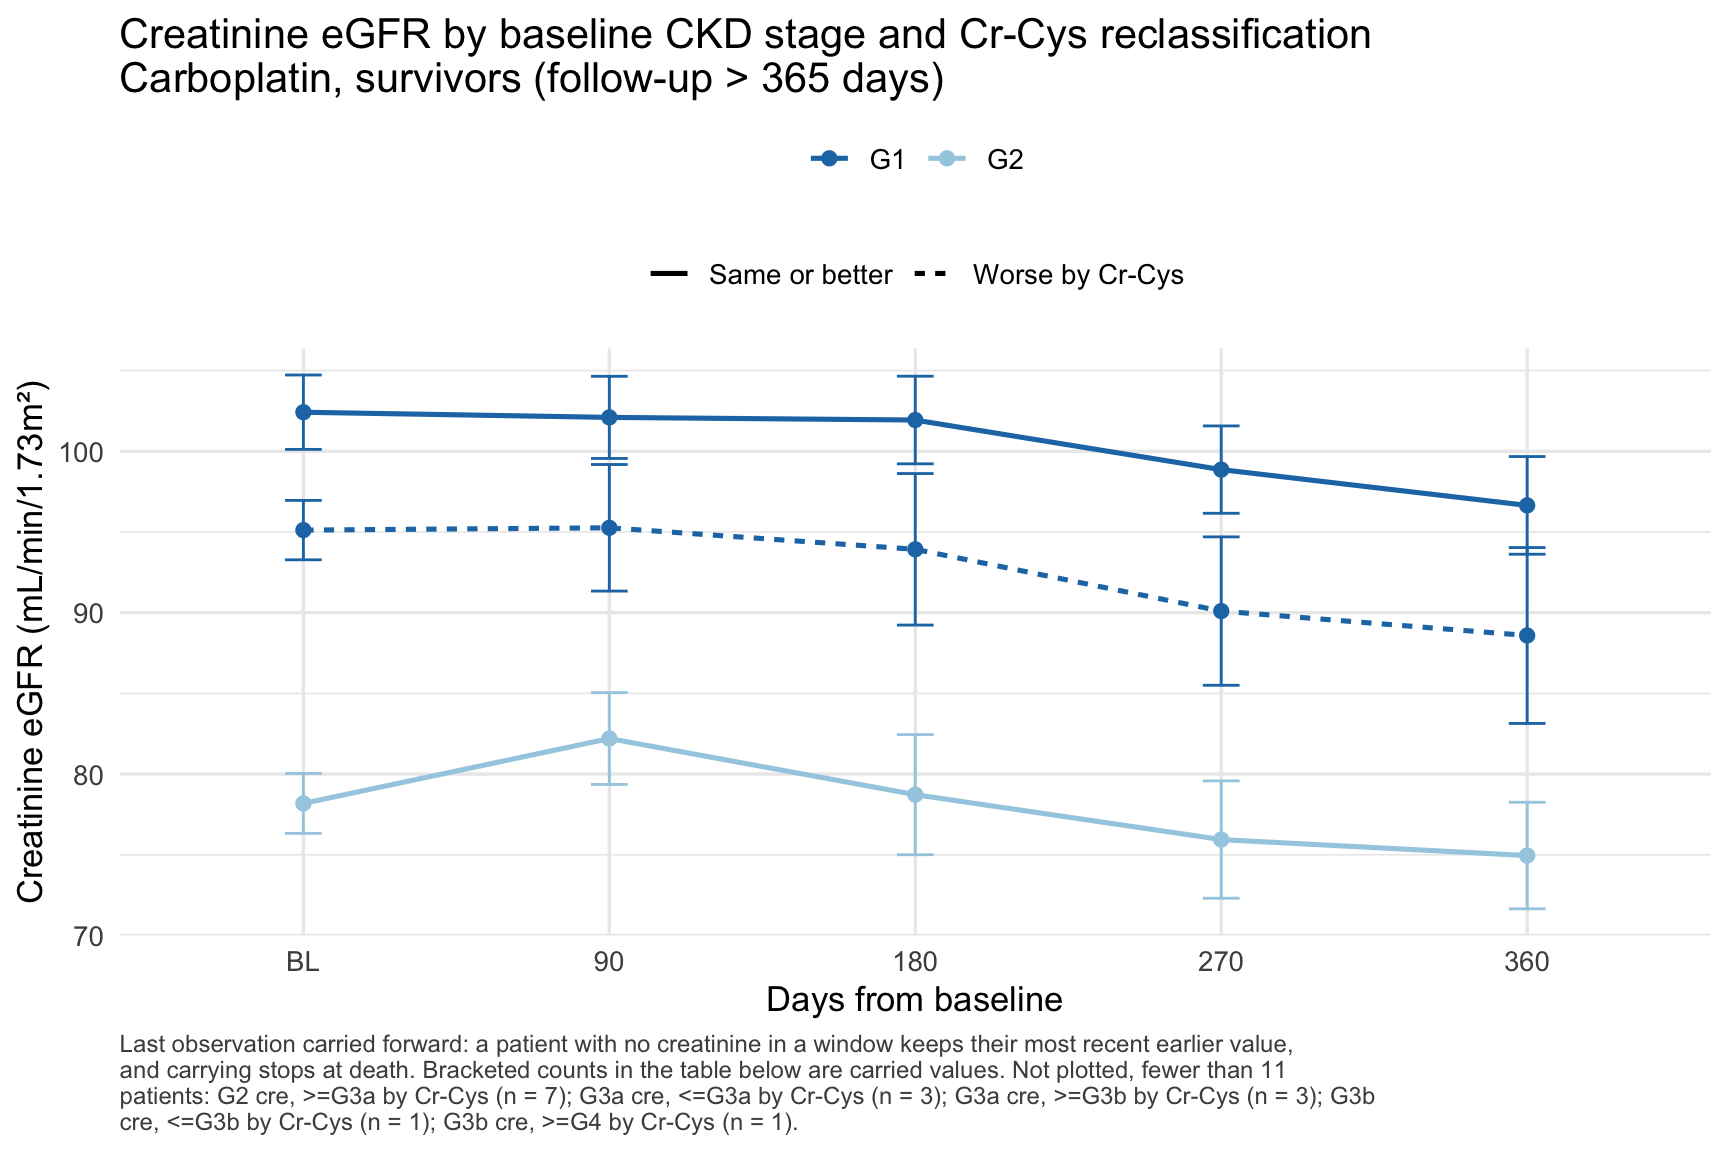 Creatinine eGFR by baseline CKD stage and Cr-Cys reclassification
Carboplatin, survivors (follow-up > 365 days)
G1
G2
Same or better
Worse by Cr-Cys
Creatinine eGFR (mL/min/1.73m²)
100
90
80
70
BL
90
180
270
360
Days from baseline
Last observation carried forward: a patient with no creatinine in a window keeps their most recent earlier value,
and carrying stops at death. Bracketed counts in the table below are carried values. Not plotted, fewer than 11
patients: G2 cre, >=G3a by Cr-Cys (n = 7); G3a cre, <=G3a by Cr-Cys (n = 3); G3a cre, >=G3b by Cr-Cys (n = 3); G3b
cre, <=G3b by Cr-Cys (n = 1); G3b cre, >=G4 by Cr-Cys (n = 1).